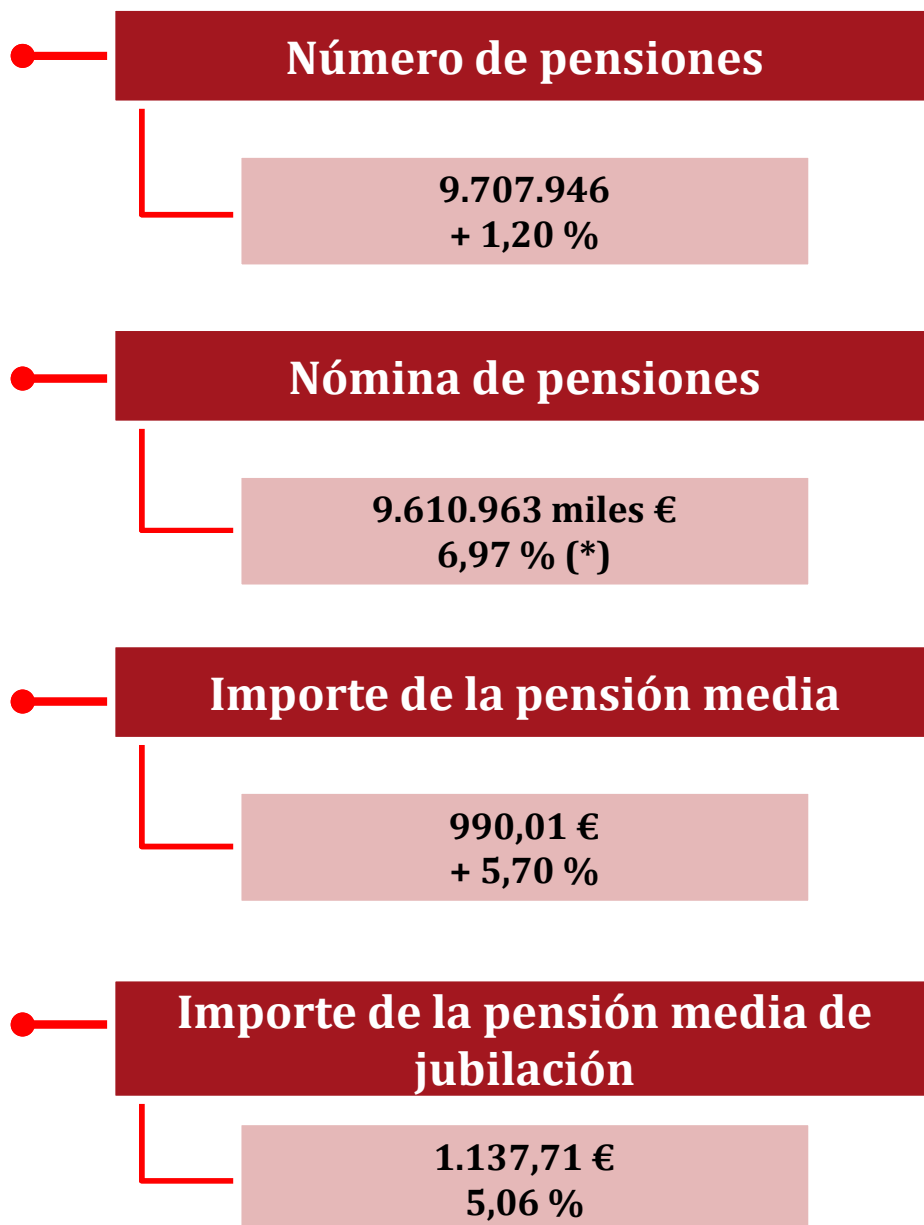 Número de pensiones
9.707.946
+ 1,20 %
Nómina de pensiones
9.610.963 miles €
6,97 % (*)
Importe de la pensión media
990,01 €
+ 5,70 %
Importe de la pensión media de
jubilación
1.137,71 €
5,06 %